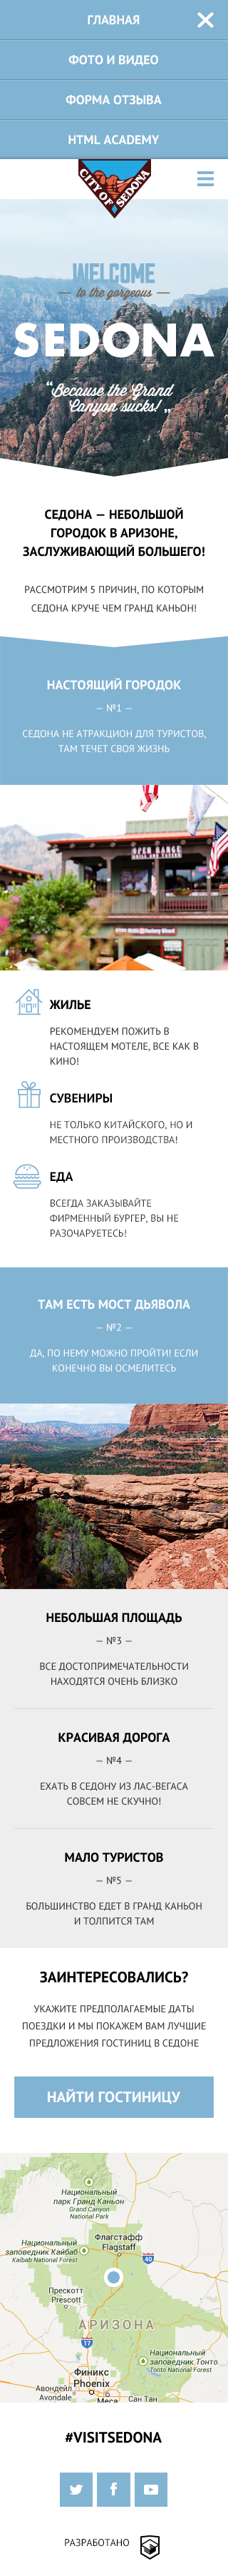 ГЛАВНАЯ
ФОТО И ВИДЕО
ФОРМА ОТЗЫВА
HTML ACADEMY
CITY OF SEDONA
WELCOME
— to the gorgeous —
SEDONA
“Because the Grand
Canyon sucks!”
СЕДОНА — НЕБОЛЬШОЙ
ГОРОДОК В АРИЗОНЕ,
ЗАСЛУЖИВАЮЩИЙ БОЛЬШЕГО!
РАССМОТРИМ 5 ПРИЧИН, ПО КОТОРЫМ
СЕДОНА КРУЧЕ ЧЕМ ГРАНД КАНЬОН!
НАСТОЯЩИЙ ГОРОДОК
— №1 —
СЕДОНА НЕ АТРАКЦИОН ДЛЯ ТУРИСТОВ,
ТАМ ТЕЧЕТ СВОЯ ЖИЗНЬ
ЖИЛЬЕ
РЕКОМЕНДУЕМ ПОЖИТЬ В
НАСТОЯЩЕМ МОТЕЛЕ, ВСЕ КАК В
КИНО!
СУВЕНИРЫ
НЕ ТОЛЬКО КИТАЙСКОГО, НО И
МЕСТНОГО ПРОИЗВОДСТВА!
ЕДА
ВСЕГДА ЗАКАЗЫВАЙТЕ
ФИРМЕННЫЙ БУРГЕР, ВЫ НЕ
РАЗОЧАРУЕТЕСЬ!
ТАМ ЕСТЬ МОСТ ДЬЯВОЛА
— №2 —
ДА, ПО НЕМУ МОЖНО ПРОЙТИ! ЕСЛИ
КОНЕЧНО ВЫ ОСМЕЛИТЕСЬ
НЕБОЛЬШАЯ ПЛОЩАДЬ
— №3 —
ВСЕ ДОСТОПРИМЕЧАТЕЛЬНОСТИ
НАХОДЯТСЯ ОЧЕНЬ БЛИЗКО
КРАСИВАЯ ДОРОГА
— №4 —
ЕХАТЬ В СЕДОНУ ИЗ ЛАС-ВЕГАСА
СОВСЕМ НЕ СКУЧНО!
МАЛО ТУРИСТОВ
— №5 —
БОЛЬШИНСТВО ЕДЕТ В ГРАНД КАНЬОН
И ТОЛПИТСЯ ТАМ
ЗАИНТЕРЕСОВАЛИСЬ?
УКАЖИТЕ ПРЕДПОЛАГАЕМЫЕ ДАТЫ
ПОЕЗДКИ И МЫ ПОКАЖЕМ ВАМ ЛУЧШИЕ
ПРЕДЛОЖЕНИЯ ГОСТИНИЦ В СЕДОНЕ
НАЙТИ ГОСТИНИЦУ
Национальный
парк Гранд Каньон
Grand Canyon
National Park
Флагстафф
Flagstaff
Национальный
заповедник Кайбаб
Kaibab National Forest
40
Прескотт
Prescott
АРИЗОНА
17
Национальный
заповедник Тонто
Tonto National Forest
Финикс
Phoenix
Авондейл
Avondale
Меса
Сан Тан
#VISITSEDONA
РАЗРАБОТАНО